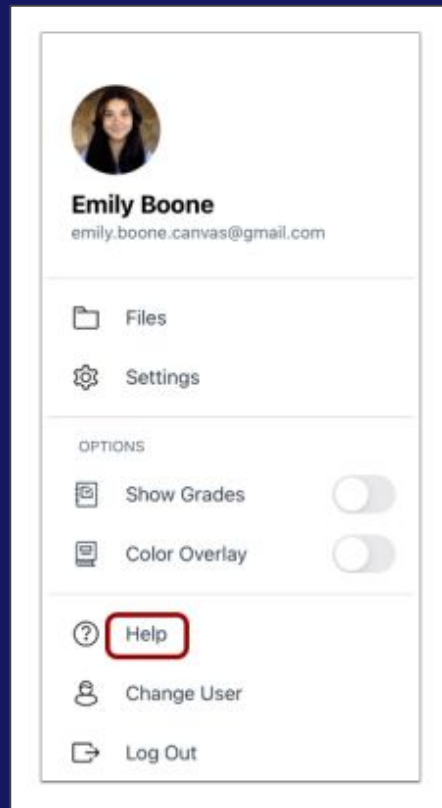 Emily Boone
emily.boone.canvas@gmail.com
Files
Settings
OPTIONS
Show Grades
Color Overlay
Help
Change User
Log Out